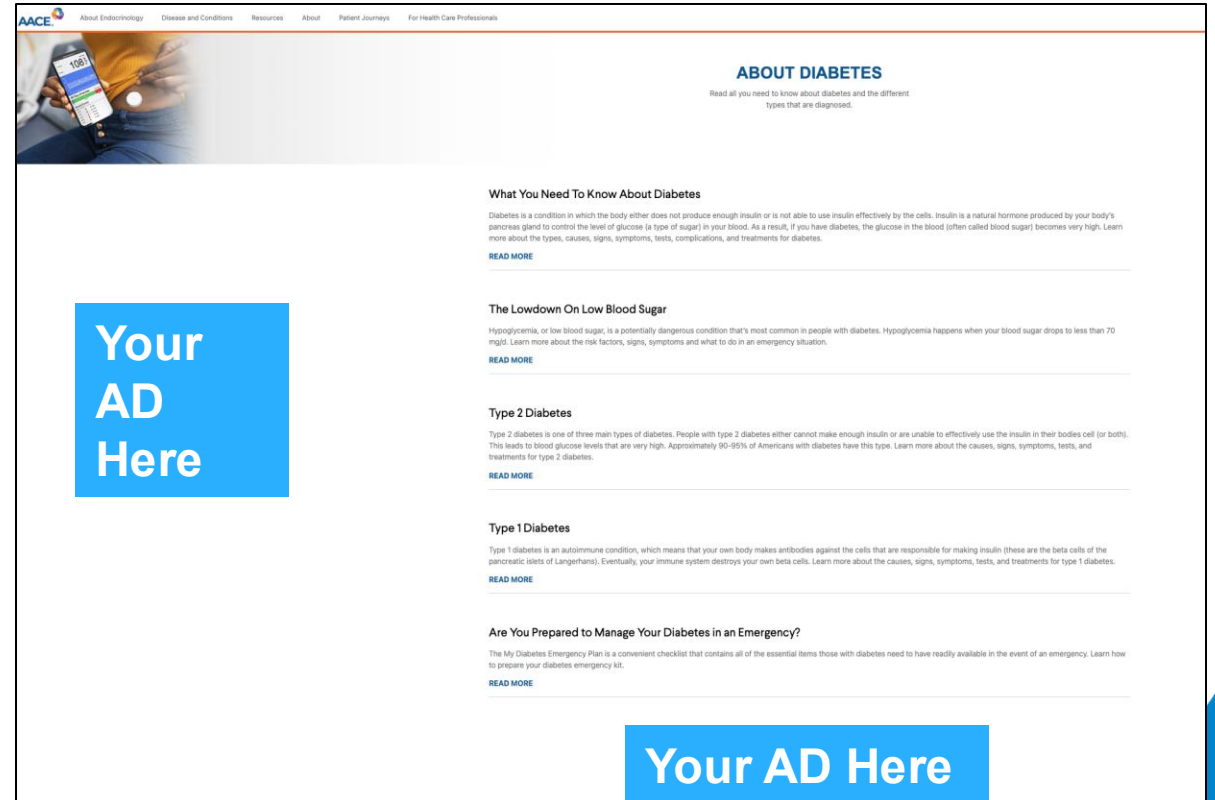 AACE.
About Endocrinology Disease and Conditions Resources About Patient Journeys For Health Care Professionals
108
ABOUT DIABETES
Read all you need to know about diabetes and the different
types that are diagnosed.
What You Need To Know About Diabetes
Diabetes is a condition in which the body either does not produce enough insulin or is not able to use insulin effectively by the cells. Insulin is a natural hormone produced by your body's
pancreas gland to control the level of glucose (a type of sugar) in your blood. As a result, if you have diabetes, the glucose in the blood (often called blood sugar) becomes very high. Learn
more about the types, causes, signs, symptoms, tests, complications, and treatments for diabetes.
READ MORE
The Lowdown On Low Blood Sugar
Hypoglycemia, or low blood sugar, is a potentially dangerous condition that's most common in people with diabetes. Hypoglycemia happens when your blood sugar drops to less than 70
mg/d. Learn more about the risk factors, signs, symptoms and what to do in an emergency situation.
READ MORE
Your
AD
Here
Type 2 Diabetes
Type 2 diabetes is one of three main types of diabetes. People with type 2 diabetes either cannot make enough insulin or are unable to effectively use the insulin in their bodies cell (or both).
This leads to blood glucose levels that are very high. Approximately 90-95% of Americans with diabetes have this type. Learn more about the causes, signs, symptoms, tests, and
treatments for type 2 diabetes.
READ MORE
Type 1 Diabetes
Type 1 diabetes is an autoimmune condition, which means that your own body makes antibodies against the cells that are responsible for making insulin (these are the beta cells of the
pancreatic islets of Langerhans). Eventually, your immune system destroys your own beta cells. Learn more about the causes, signs, symptoms, tests, and treatments for type 1 diabetes.
READ MORE
Are You Prepared to Manage Your Diabetes in an Emergency?
The My Diabetes Emergency Plan is a convenient checklist that contains all of the essential items those with diabetes need to have readily available in the event of an emergency. Learn how
to prepare your diabetes emergency kit.
READ MORE
Your AD Here